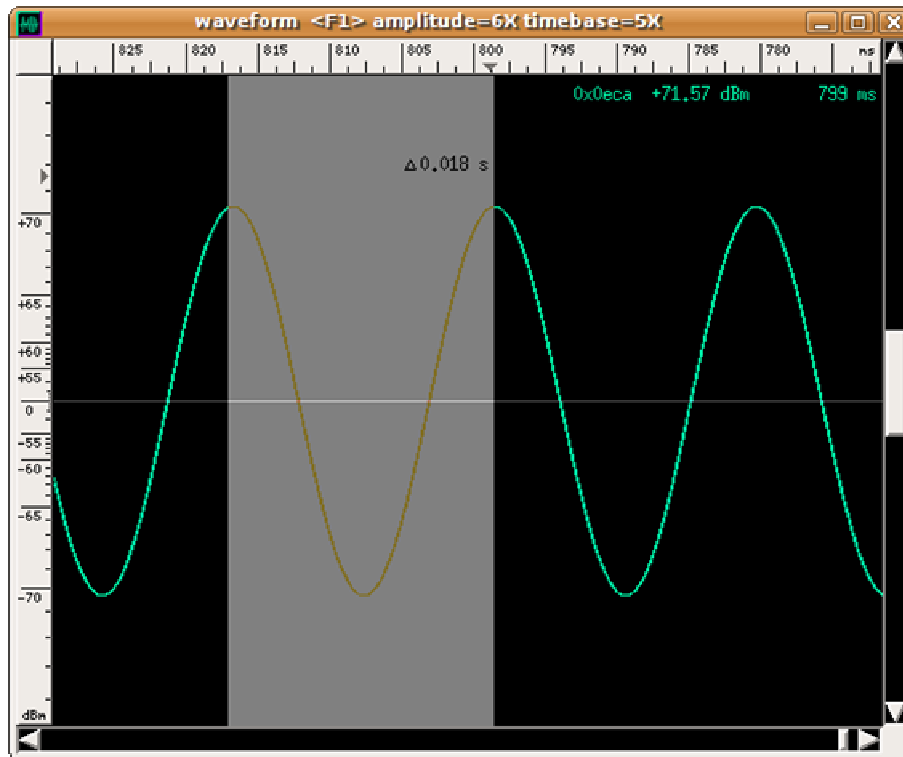 waveform <F1> amplitude=6X timebase=5X
825 820 815 810 805 800 795 790 785 780 ms
0x0eca +71.57 dBm 799 ms
Δ0.018 s
+70
+65
+60
+55
0
-55
-60
-65
-70
dBm